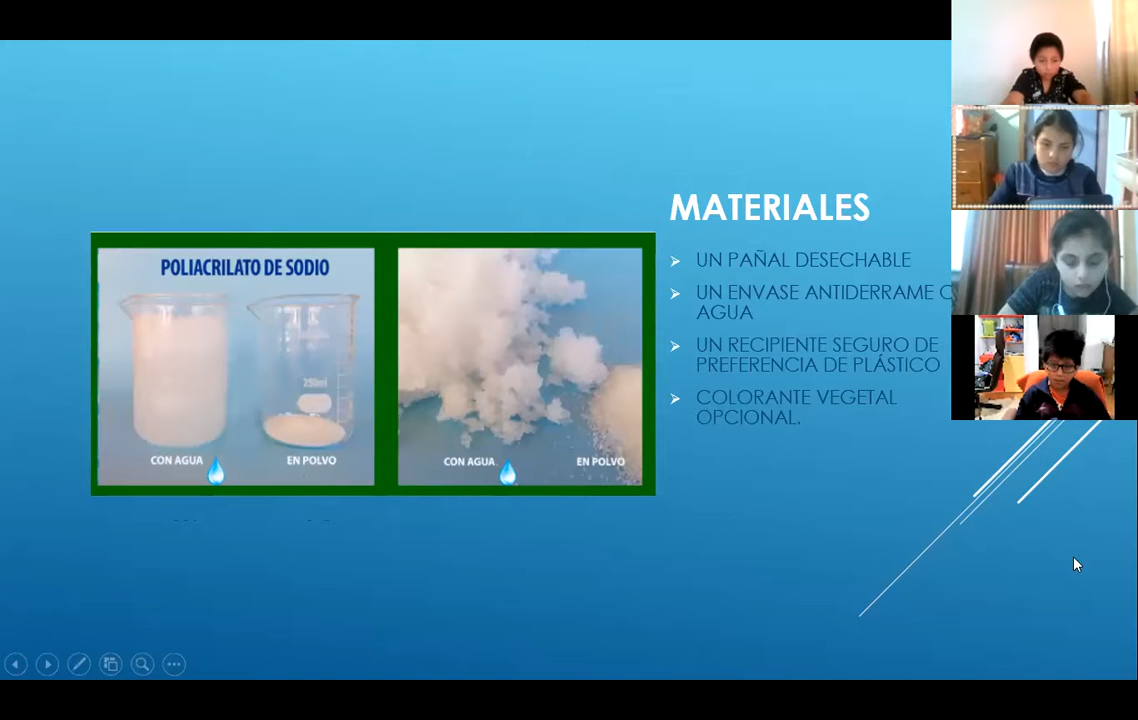 MATERIALES
POLIACRILATO DE SODIO
250ml
CON AGUA
EN POLVO
CON AGUA
EN POLVO
UN PAÑAL DESECHABLE
UN ENVASE ANTIDERRAME
AGUA
UN RECIPIENTE SEGURO DE
PREFERENCIA DE PLÁSTICO
COLORANTE VEGETAL
OPCIONAL.